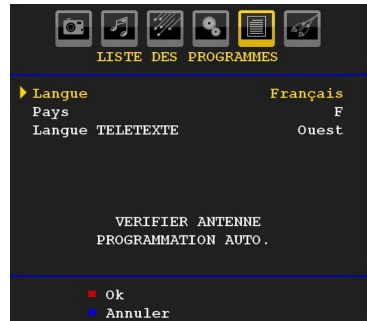 LISTE DES PROGRAMMES
Langue Français
Pays F
Langue TELETEXTE Ouest
VERIFIER ANTENNE
PROGRAMMATION AUTO.
Ok
Annuler